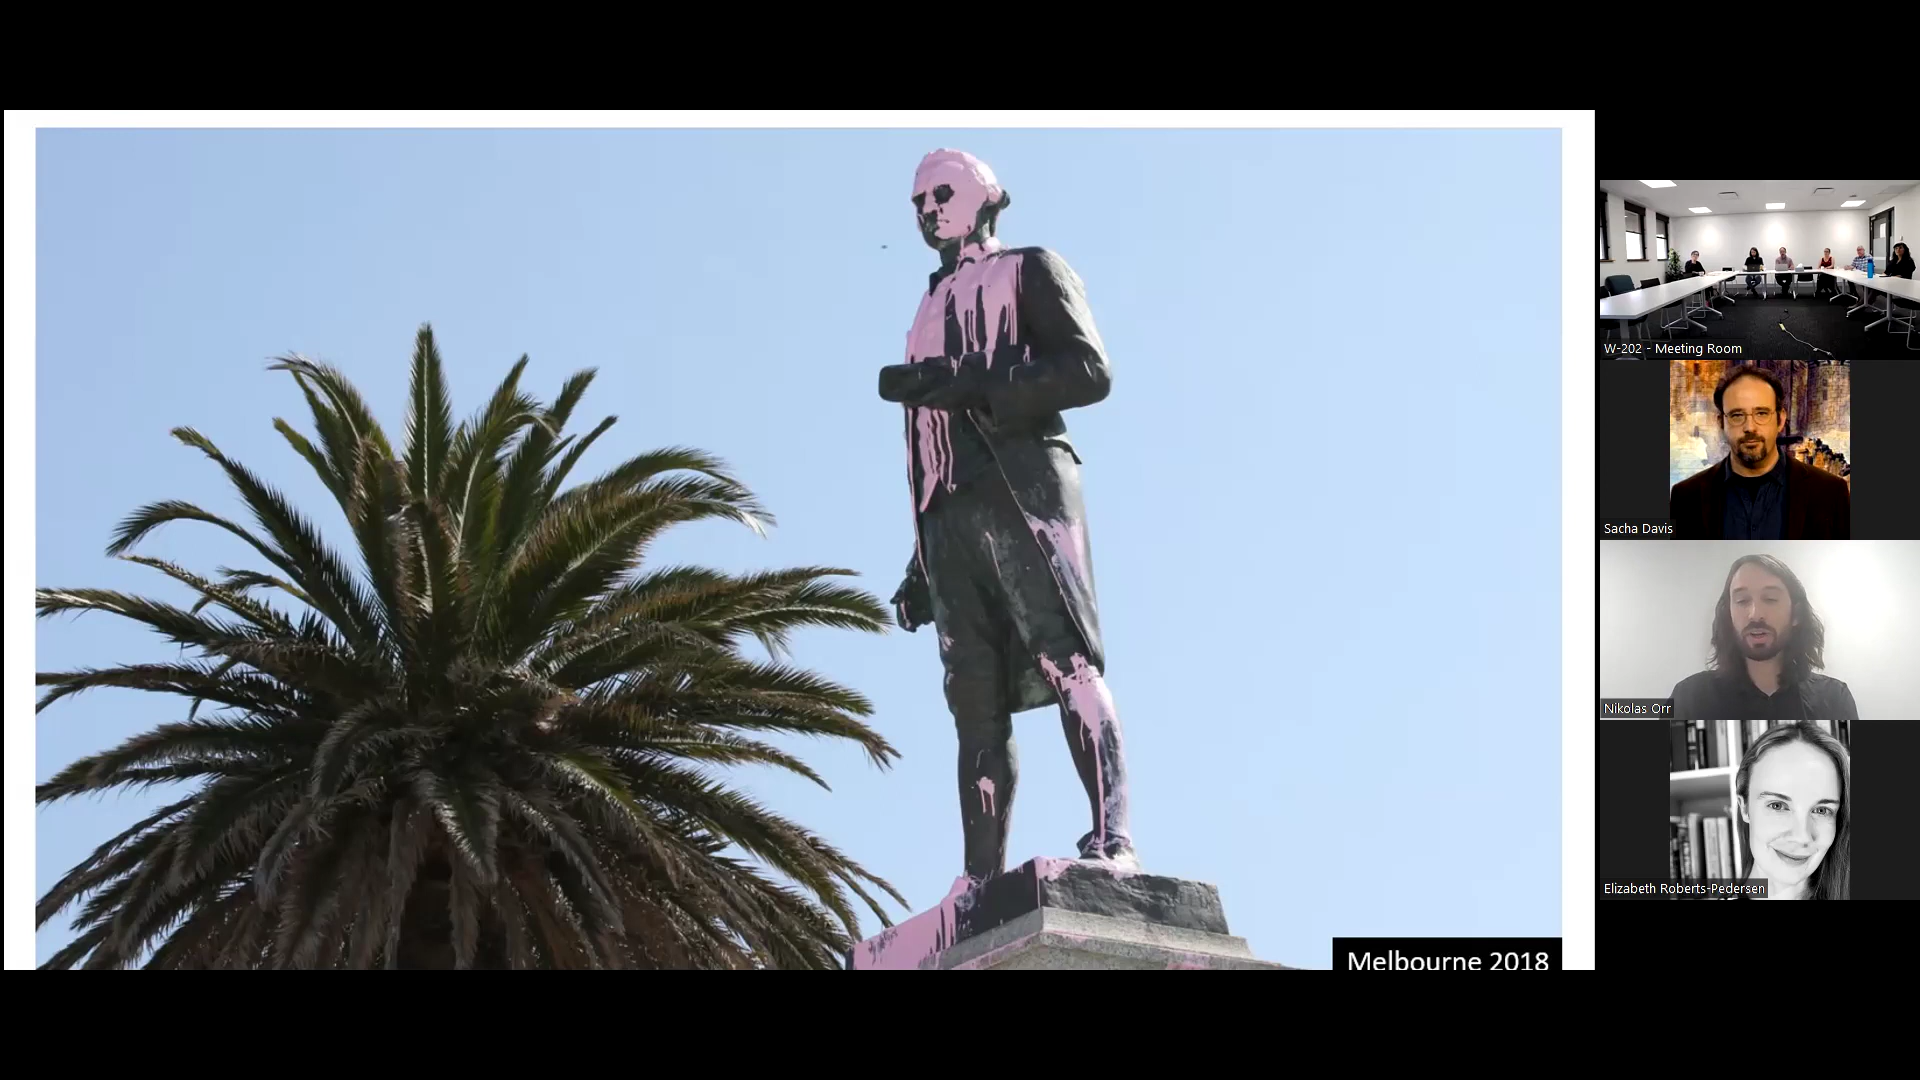 Melbourne 2018
W-202 - Meeting Room
Sacha Davis
Nikolas Orr
Elizabeth Roberts-Pedersen